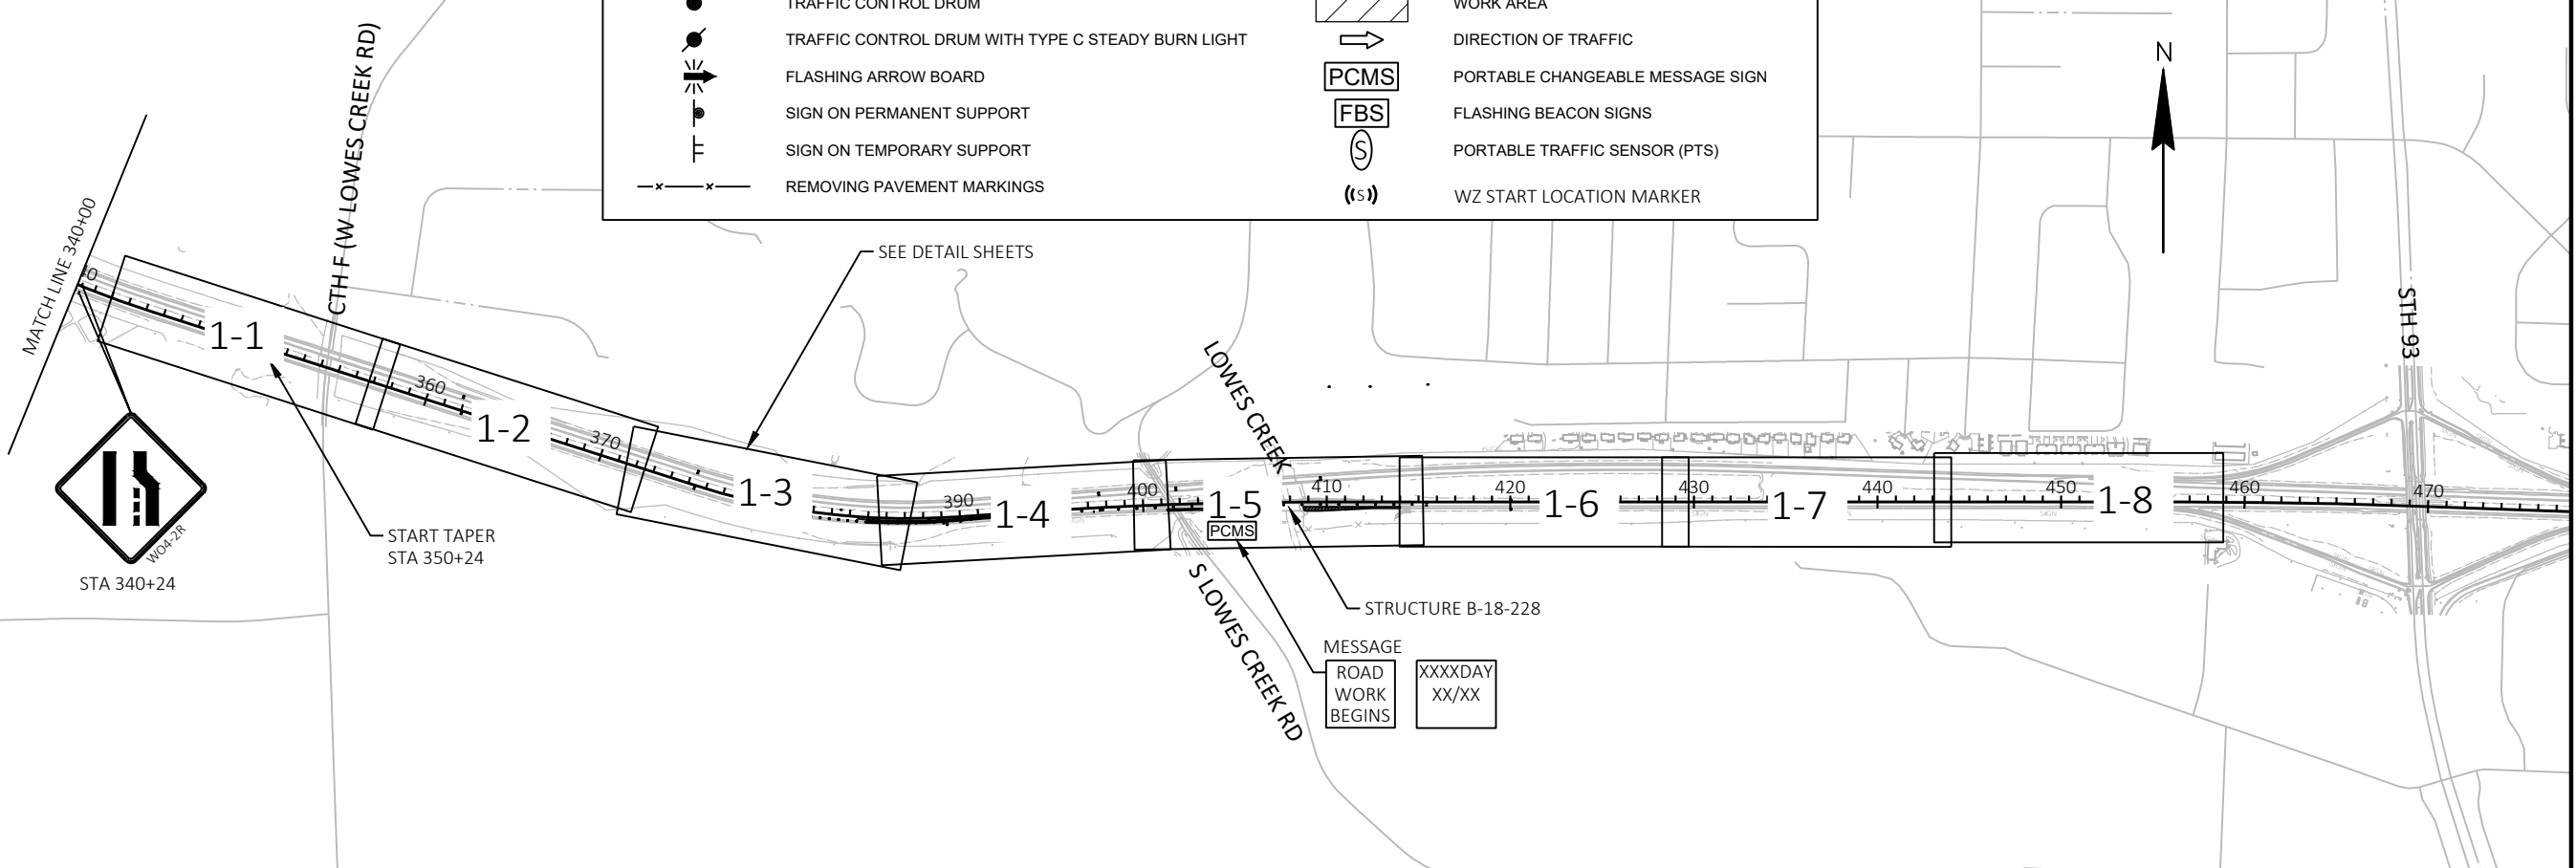 TRAFFIC CONTROL DRUM
TRAFFIC CONTROL DRUM WITH TYPE C STEADY BURN LIGHT
FLASHING ARROW BOARD
SIGN ON PERMANENT SUPPORT
SIGN ON TEMPORARY SUPPORT
REMOVING PAVEMENT MARKINGS
WORK AREA
DIRECTION OF TRAFFIC
PCMS PORTABLE CHANGEABLE MESSAGE SIGN
FBS FLASHING BEACON SIGNS
S PORTABLE TRAFFIC SENSOR (PTS)
((S)) WZ START LOCATION MARKER
N
MATCH LINE 340+00
CTH F (W LOWES CREEK RD)
SEE DETAIL SHEETS
LOWES CREEK
STH 93
1-1
360
1-2
370
1-3
390
1-4
400
1-5
PCMS
410
420
1-6
430
1-7
440
450
1-8
460
470
WO4-2R
STA 340+24
START TAPER
STA 350+24
S LOWES CREEK RD
STRUCTURE B-18-228
MESSAGE
ROAD
WORK
BEGINS
XXXXDAY
XX/XX